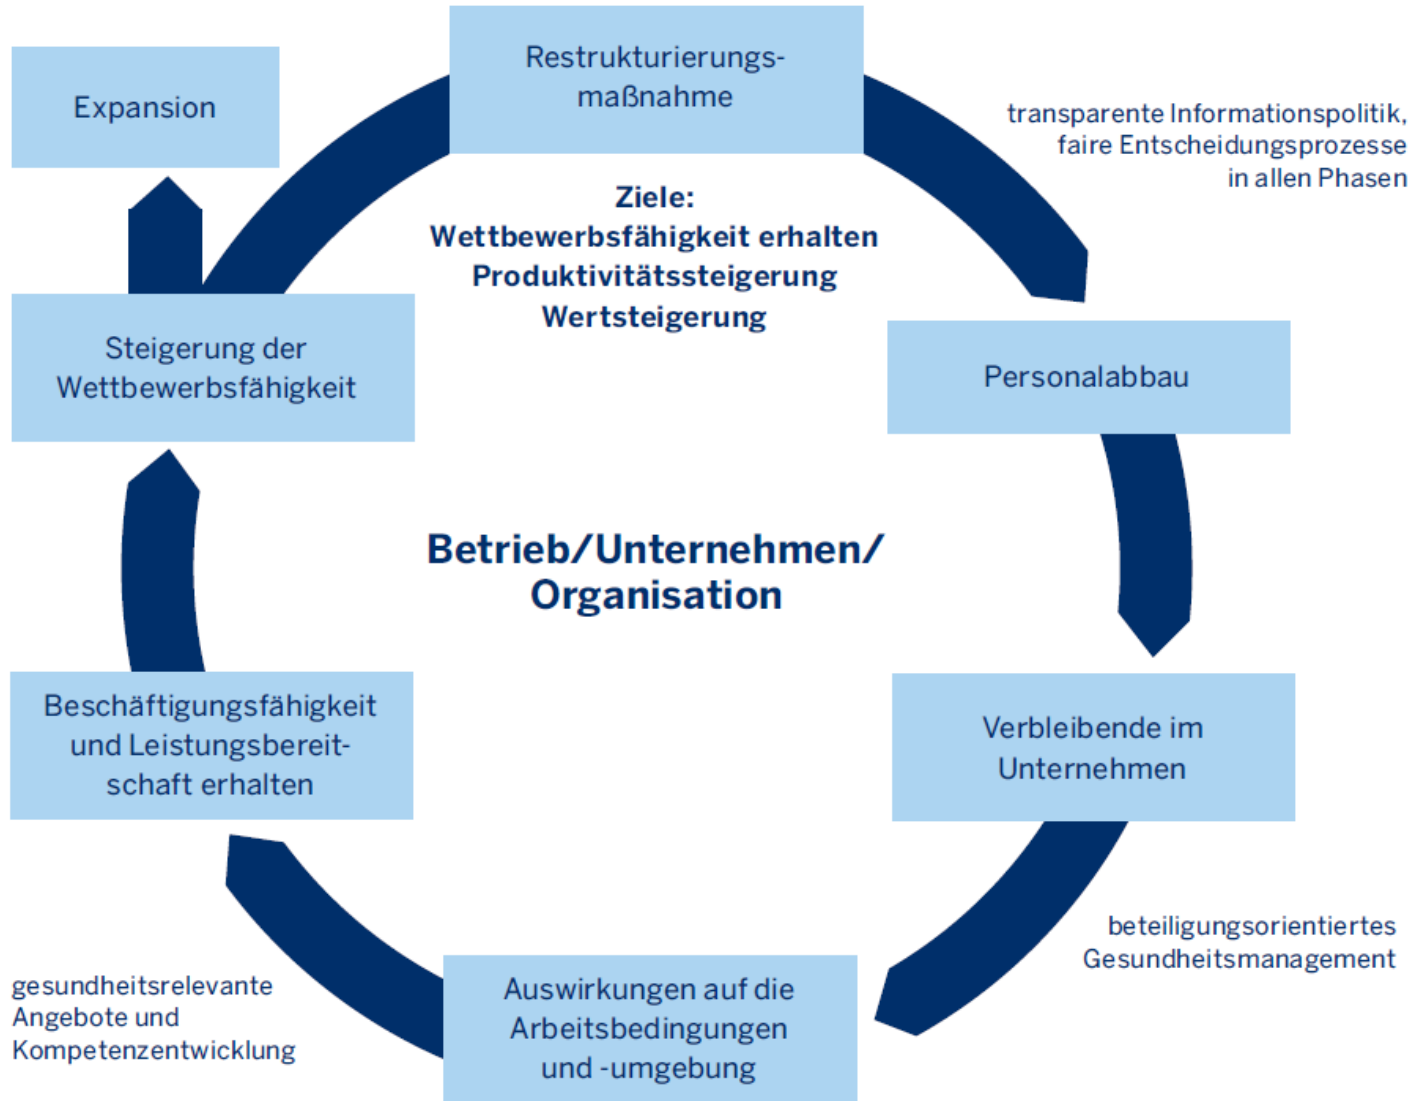 Restrukturierungs-
maßnahme
Expansion
transparente Informationspolitik,
faire Entscheidungsprozesse
in allen Phasen
Ziele:
Wettbewerbsfähigkeit erhalten
Produktivitätssteigerung
Wertsteigerung
Steigerung der
Wettbewerbsfähigkeit
Personalabbau
Betrieb/Unternehmen/
Organisation
Beschäftigungsfähigkeit
und Leistungsbereit-
schaft erhalten
Verbleibende im
Unternehmen
beteiligungsorientiertes
Gesundheitsmanagement
gesundheitsrelevante
Angebote und
Kompetenzentwicklung
Auswirkungen auf die
Arbeitsbedingungen
und -umgebung